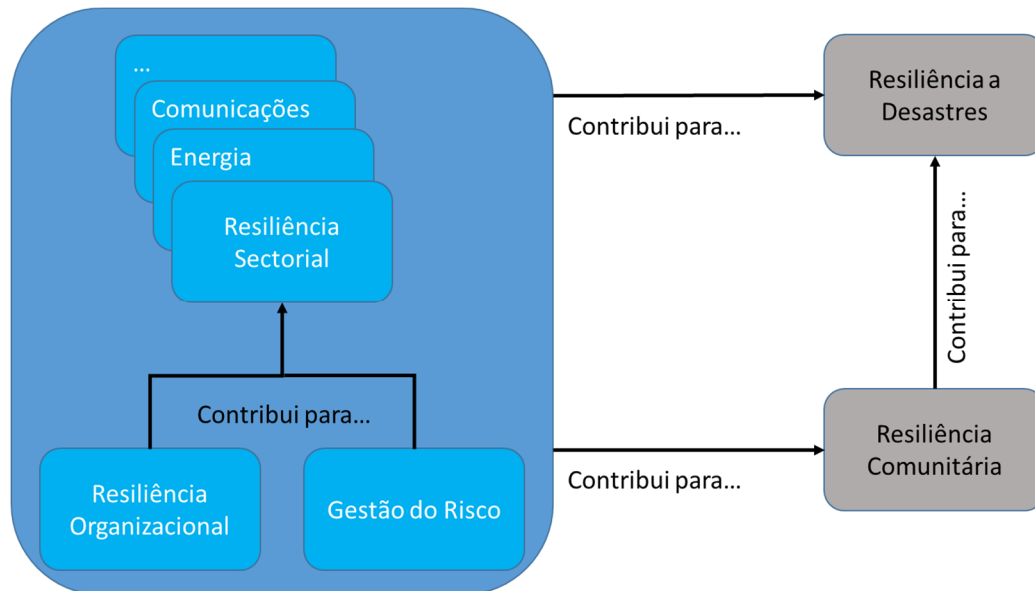 ...
Comunicações
Energia
Resiliência
Sectorial
Contribui para...
Resiliência
Organizacional
Gestão do Risco
Contribui para...
Resiliência a
Desastres
Contribui para...
Contribui para...
Resiliência
Comunitária